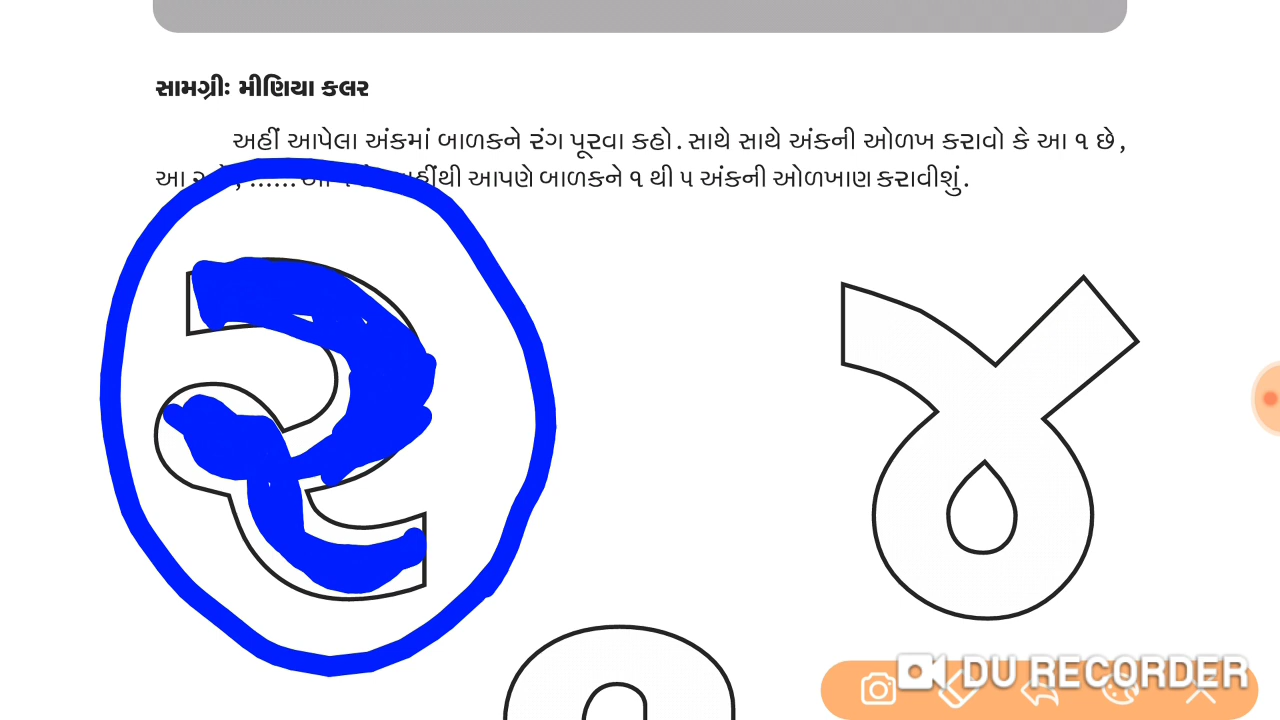 સામગ્રીઃ મીણિયા કલર
અહીં આપેલા અંકમાં બાળકને રંગ પૂરવા કહો. સાથે સાથે અંકની ઓળખ કરાવો કે આ ૧ છે,
આ ...... આપણે બાળકને ૧ થી ૫ અંકની ઓળખાણ કરાવીશું.
૨ ૪
DU RECORDER